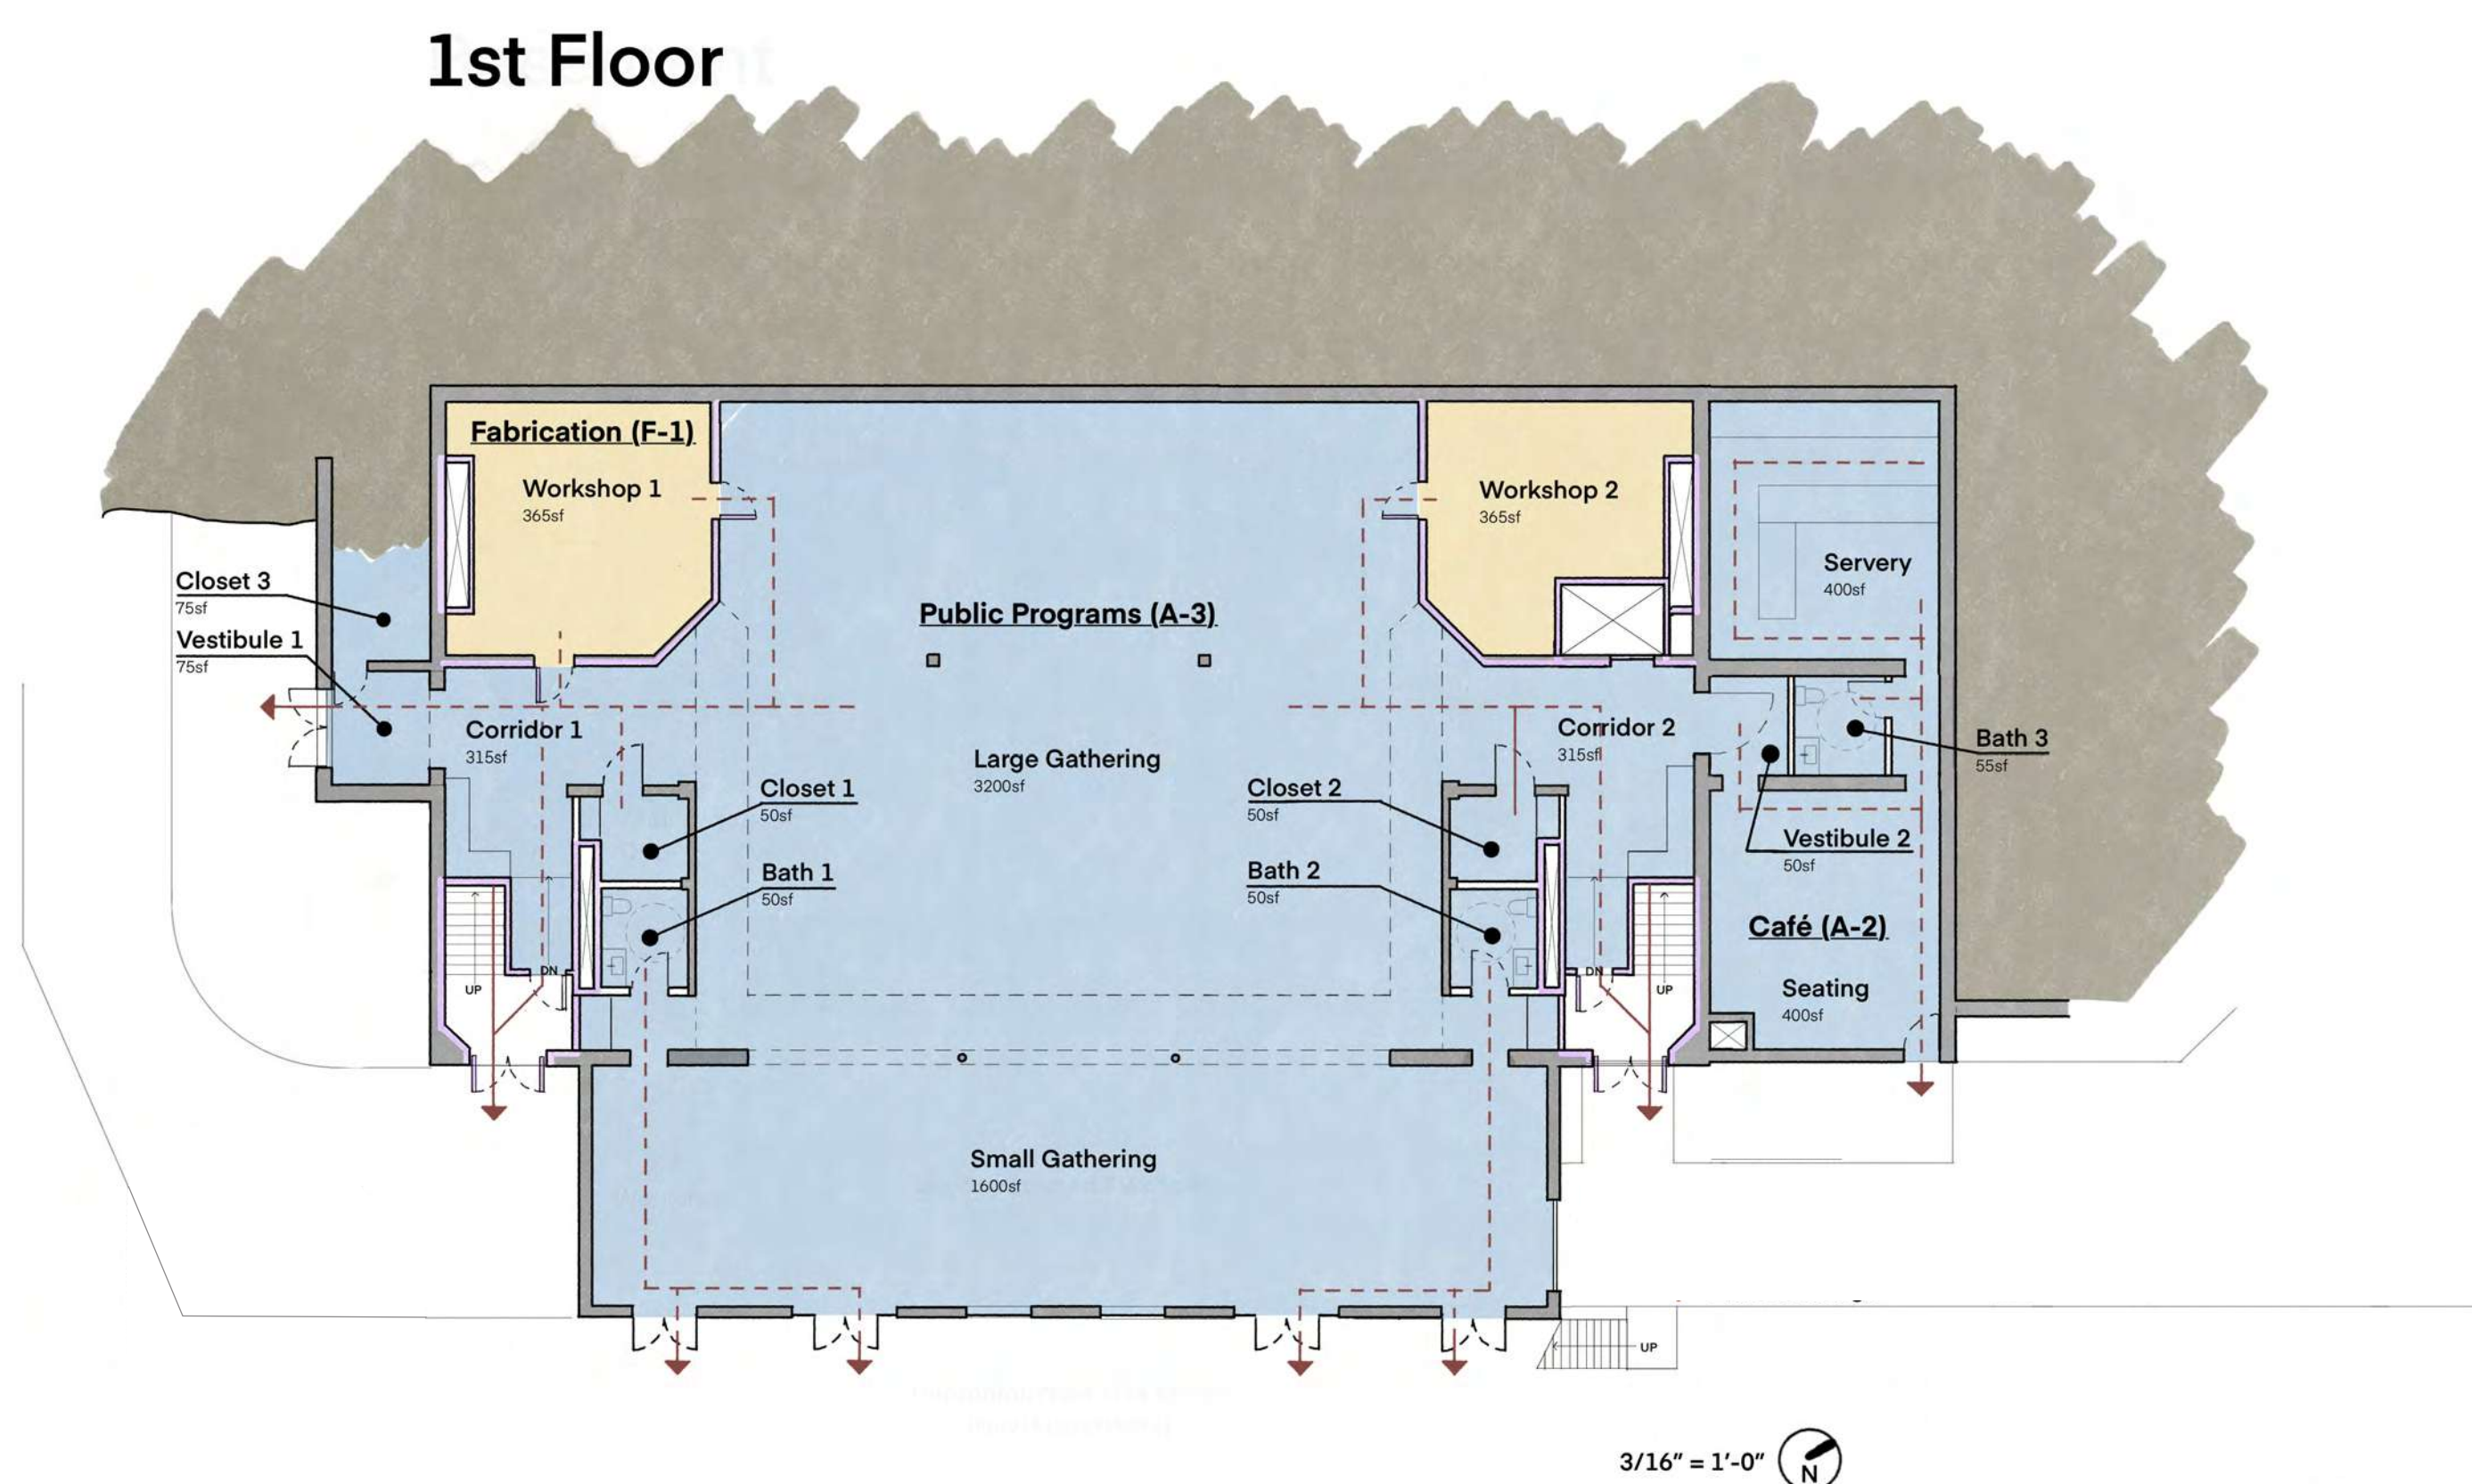 1st Floor
Fabrication (F-1)
Workshop 1
365sf
Workshop 2
365sf
Servery
400sf
Closet 3
75sf
Vestibule 1
75sf
Public Programs (A-3)
Corridor 1
315sf
Large Gathering
3200sf
Corridor 2
315sf
Bath 3
55sf
Closet 1
50sf
Closet 2
50sf
Vestibule 2
50sf
Bath 1
50sf
Bath 2
50sf
Café (A-2)
DN
UP
DN
UP
Seating
400sf
Small Gathering
1600sf
UP
3/16" = 1'-0"
N